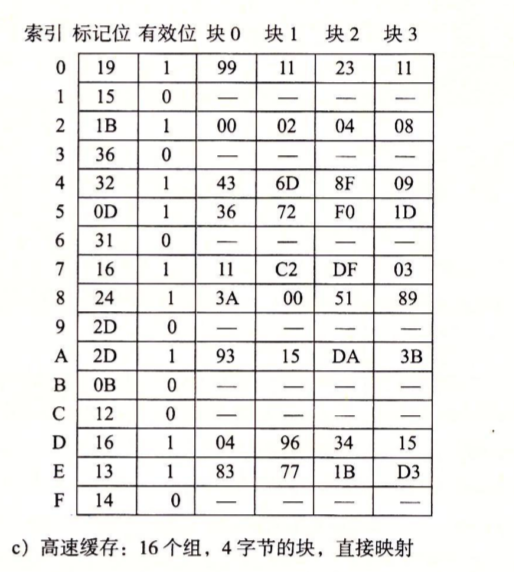 索引 标记位 有效位 块0 块1 块2 块3
0 19 1 99 11 23 11
1 15 0 — — — —
2 1B 1 00 02 04 08
3 36 0 — — — —
4 32 1 43 6D 8F 09
5 0D 1 36 72 F0 1D
6 31 0 — — — —
7 16 1 11 C2 DF 03
8 24 1 3A 00 51 89
9 2D 0 — — — —
A 2D 1 93 15 DA 3B
B 0B 0 — — — —
C 12 0 — — — —
D 16 1 04 96 34 15
E 13 1 83 77 1B D3
F 14 0 — — — —
c）高速缓存：16个组，4字节的块，直接映射